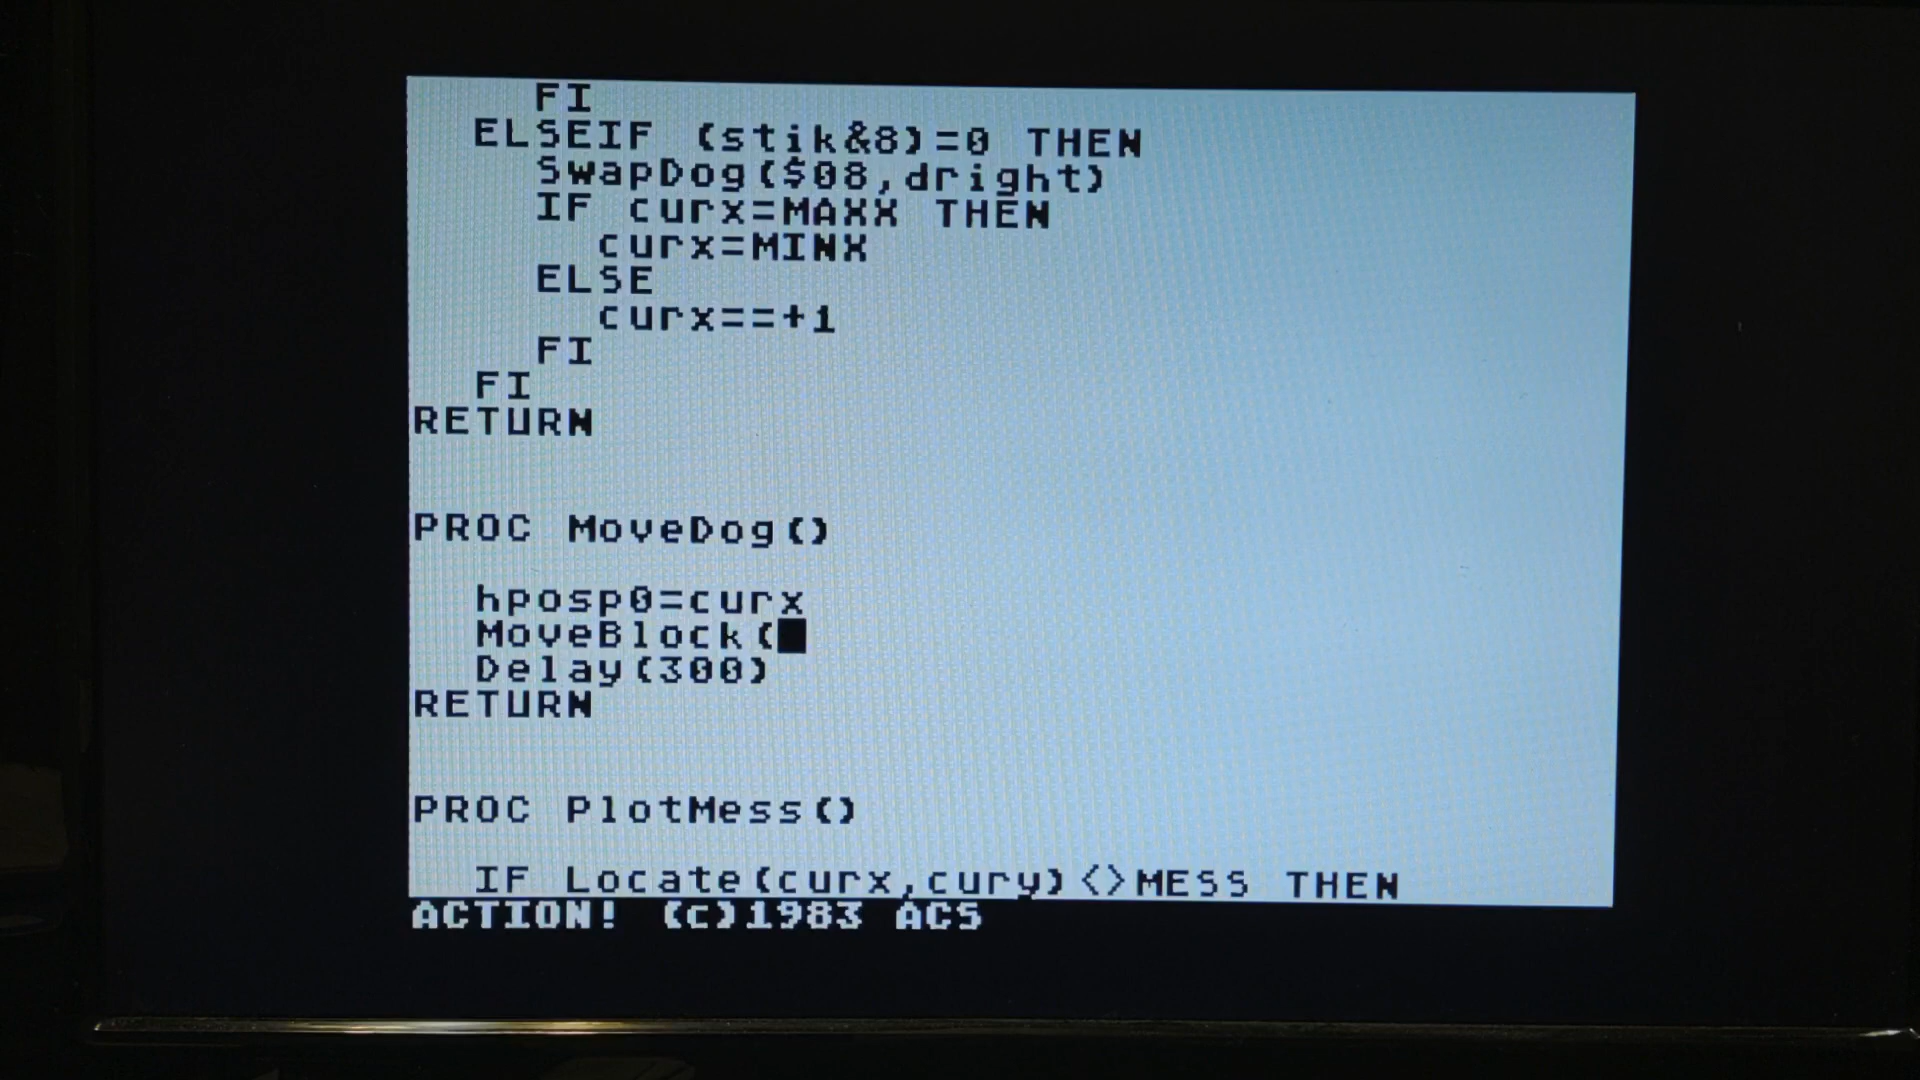 FI
ELSEIF (stik&8)=0 THEN
SwapDog($08,dright)
IF curx=MAXX THEN
curx=MINX
ELSE
curx==+1
FI
FI
RETURN
PROC MoveDog()
hposp0=curx
MoveBlock(
Delay(300)
RETURN
PROC PlotMess()
IF Locate(curx,cury)<>MESS THEN
ACTION! (c)1983 ACS